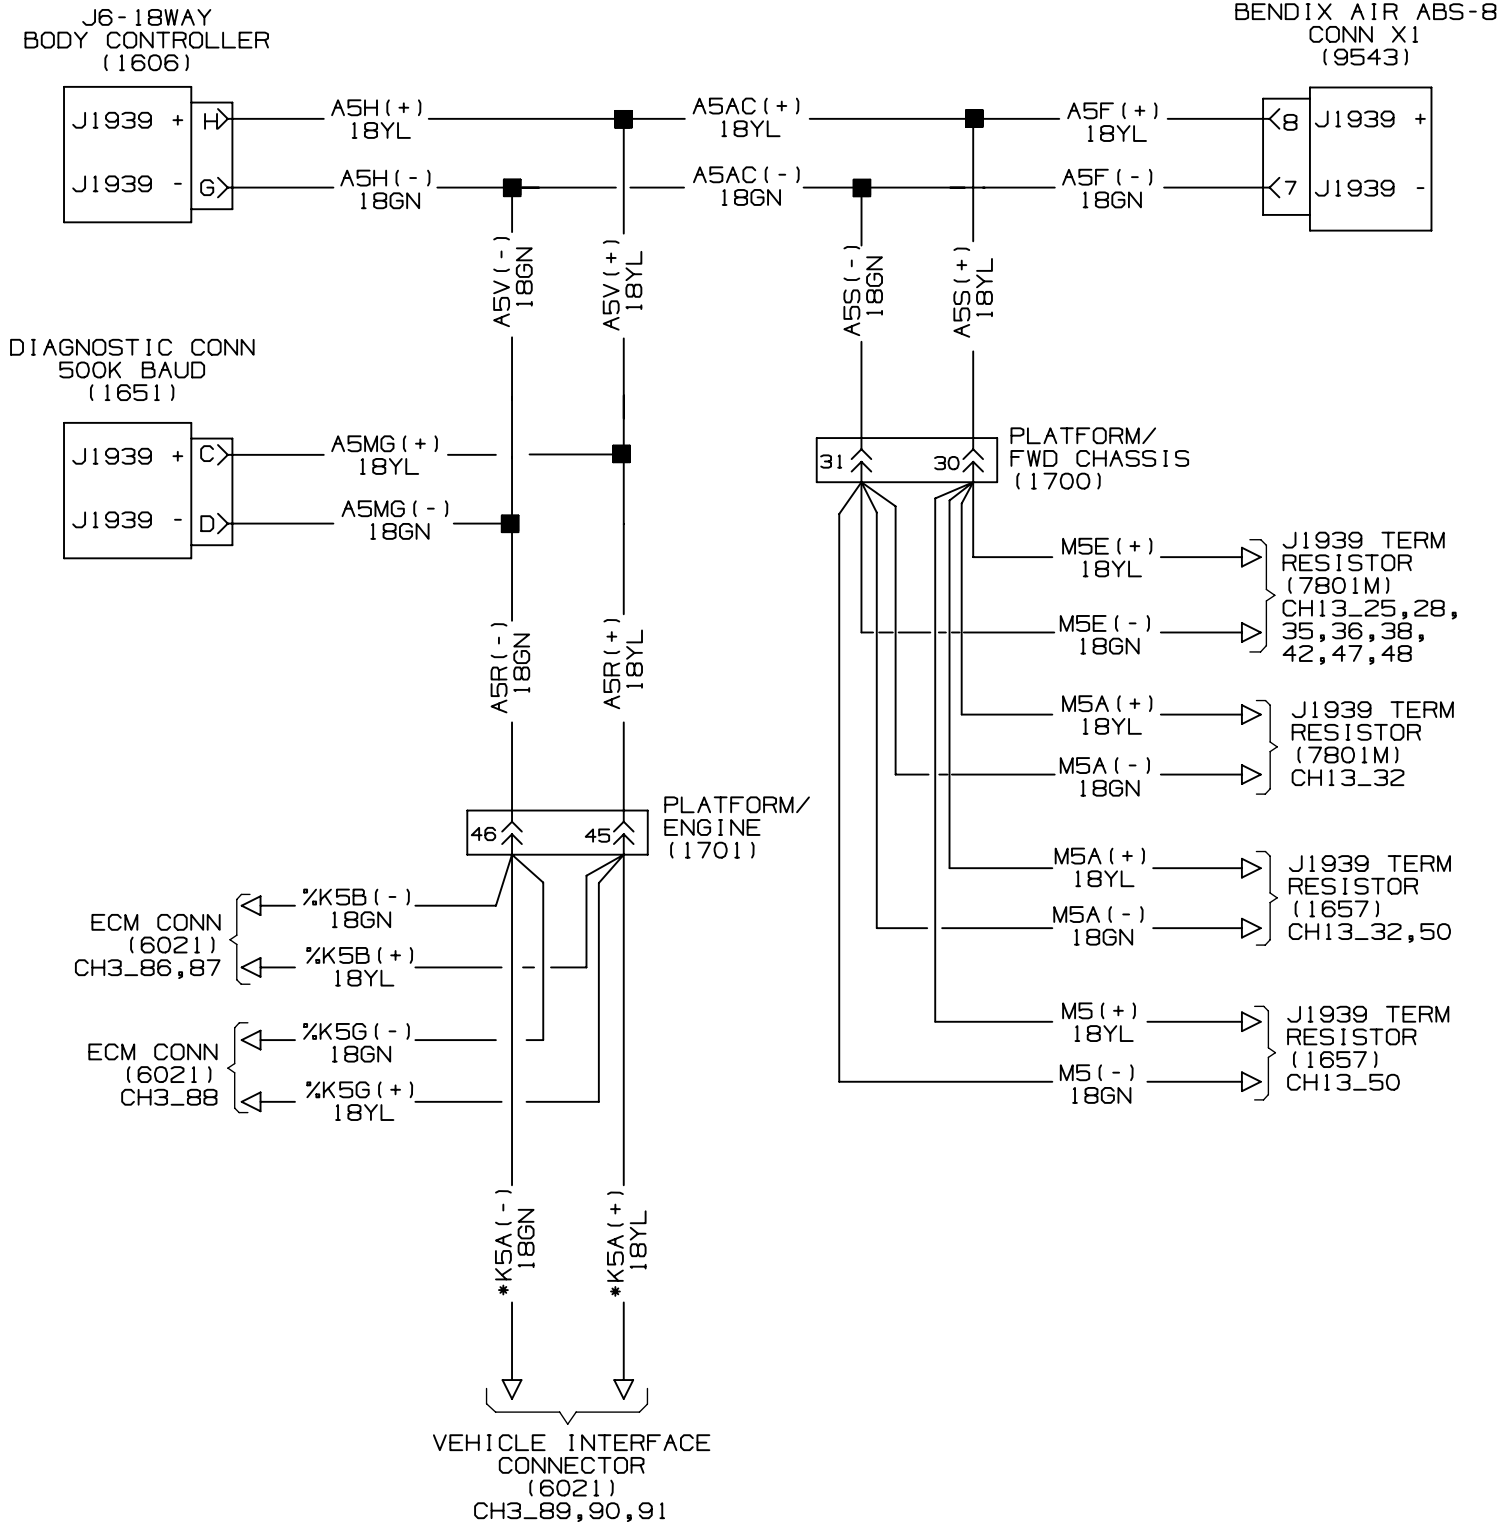 J6-18WAY
BODY CONTROLLER
(1606)
J1939 + H
J1939 - G
A5H(+)
18YL
A5H(-)
18GN
A5AC(+)
18YL
A5AC(-)
18GN
A5F(+)
18YL
A5F(-)
18GN
BENDIX AIR ABS-8
CONN X1
(9543)
8 J1939 +
7 J1939 -
A5V(-)
18GN
A5V(+)
18YL
A5S(-)
18GN
A5S(+)
18YL
DIAGNOSTIC CONN
500K BAUD
(1651)
J1939 + C
J1939 - D
A5MG(+)
18YL
A5MG(-)
18GN
31
30
PLATFORM/
FWD CHASSIS
(1700)
A5R(-)
18GN
A5R(+)
18YL
M5E(+)
18YL
M5E(-)
18GN
J1939 TERM
RESISTOR
(7801M)
CH13_25,28,
35,36,38,
42,47,48
M5A(+)
18YL
M5A(-)
18GN
J1939 TERM
RESISTOR
(7801M)
CH13_32
46
45
PLATFORM/
ENGINE
(1701)
M5A(+)
18YL
M5A(-)
18GN
J1939 TERM
RESISTOR
(1657)
CH13_32,50
ECM CONN
(6021)
CH3_86,87
%K5B(-)
18GN
%K5B(+)
18YL
M5(+)
18YL
M5(-)
18GN
J1939 TERM
RESISTOR
(1657)
CH13_50
ECM CONN
(6021)
CH3_88
%K5G(-)
18GN
%K5G(+)
18YL
*K5A(-)
18GN
*K5A(+)
18YL
VEHICLE INTERFACE
CONNECTOR
(6021)
CH3_89,90,91